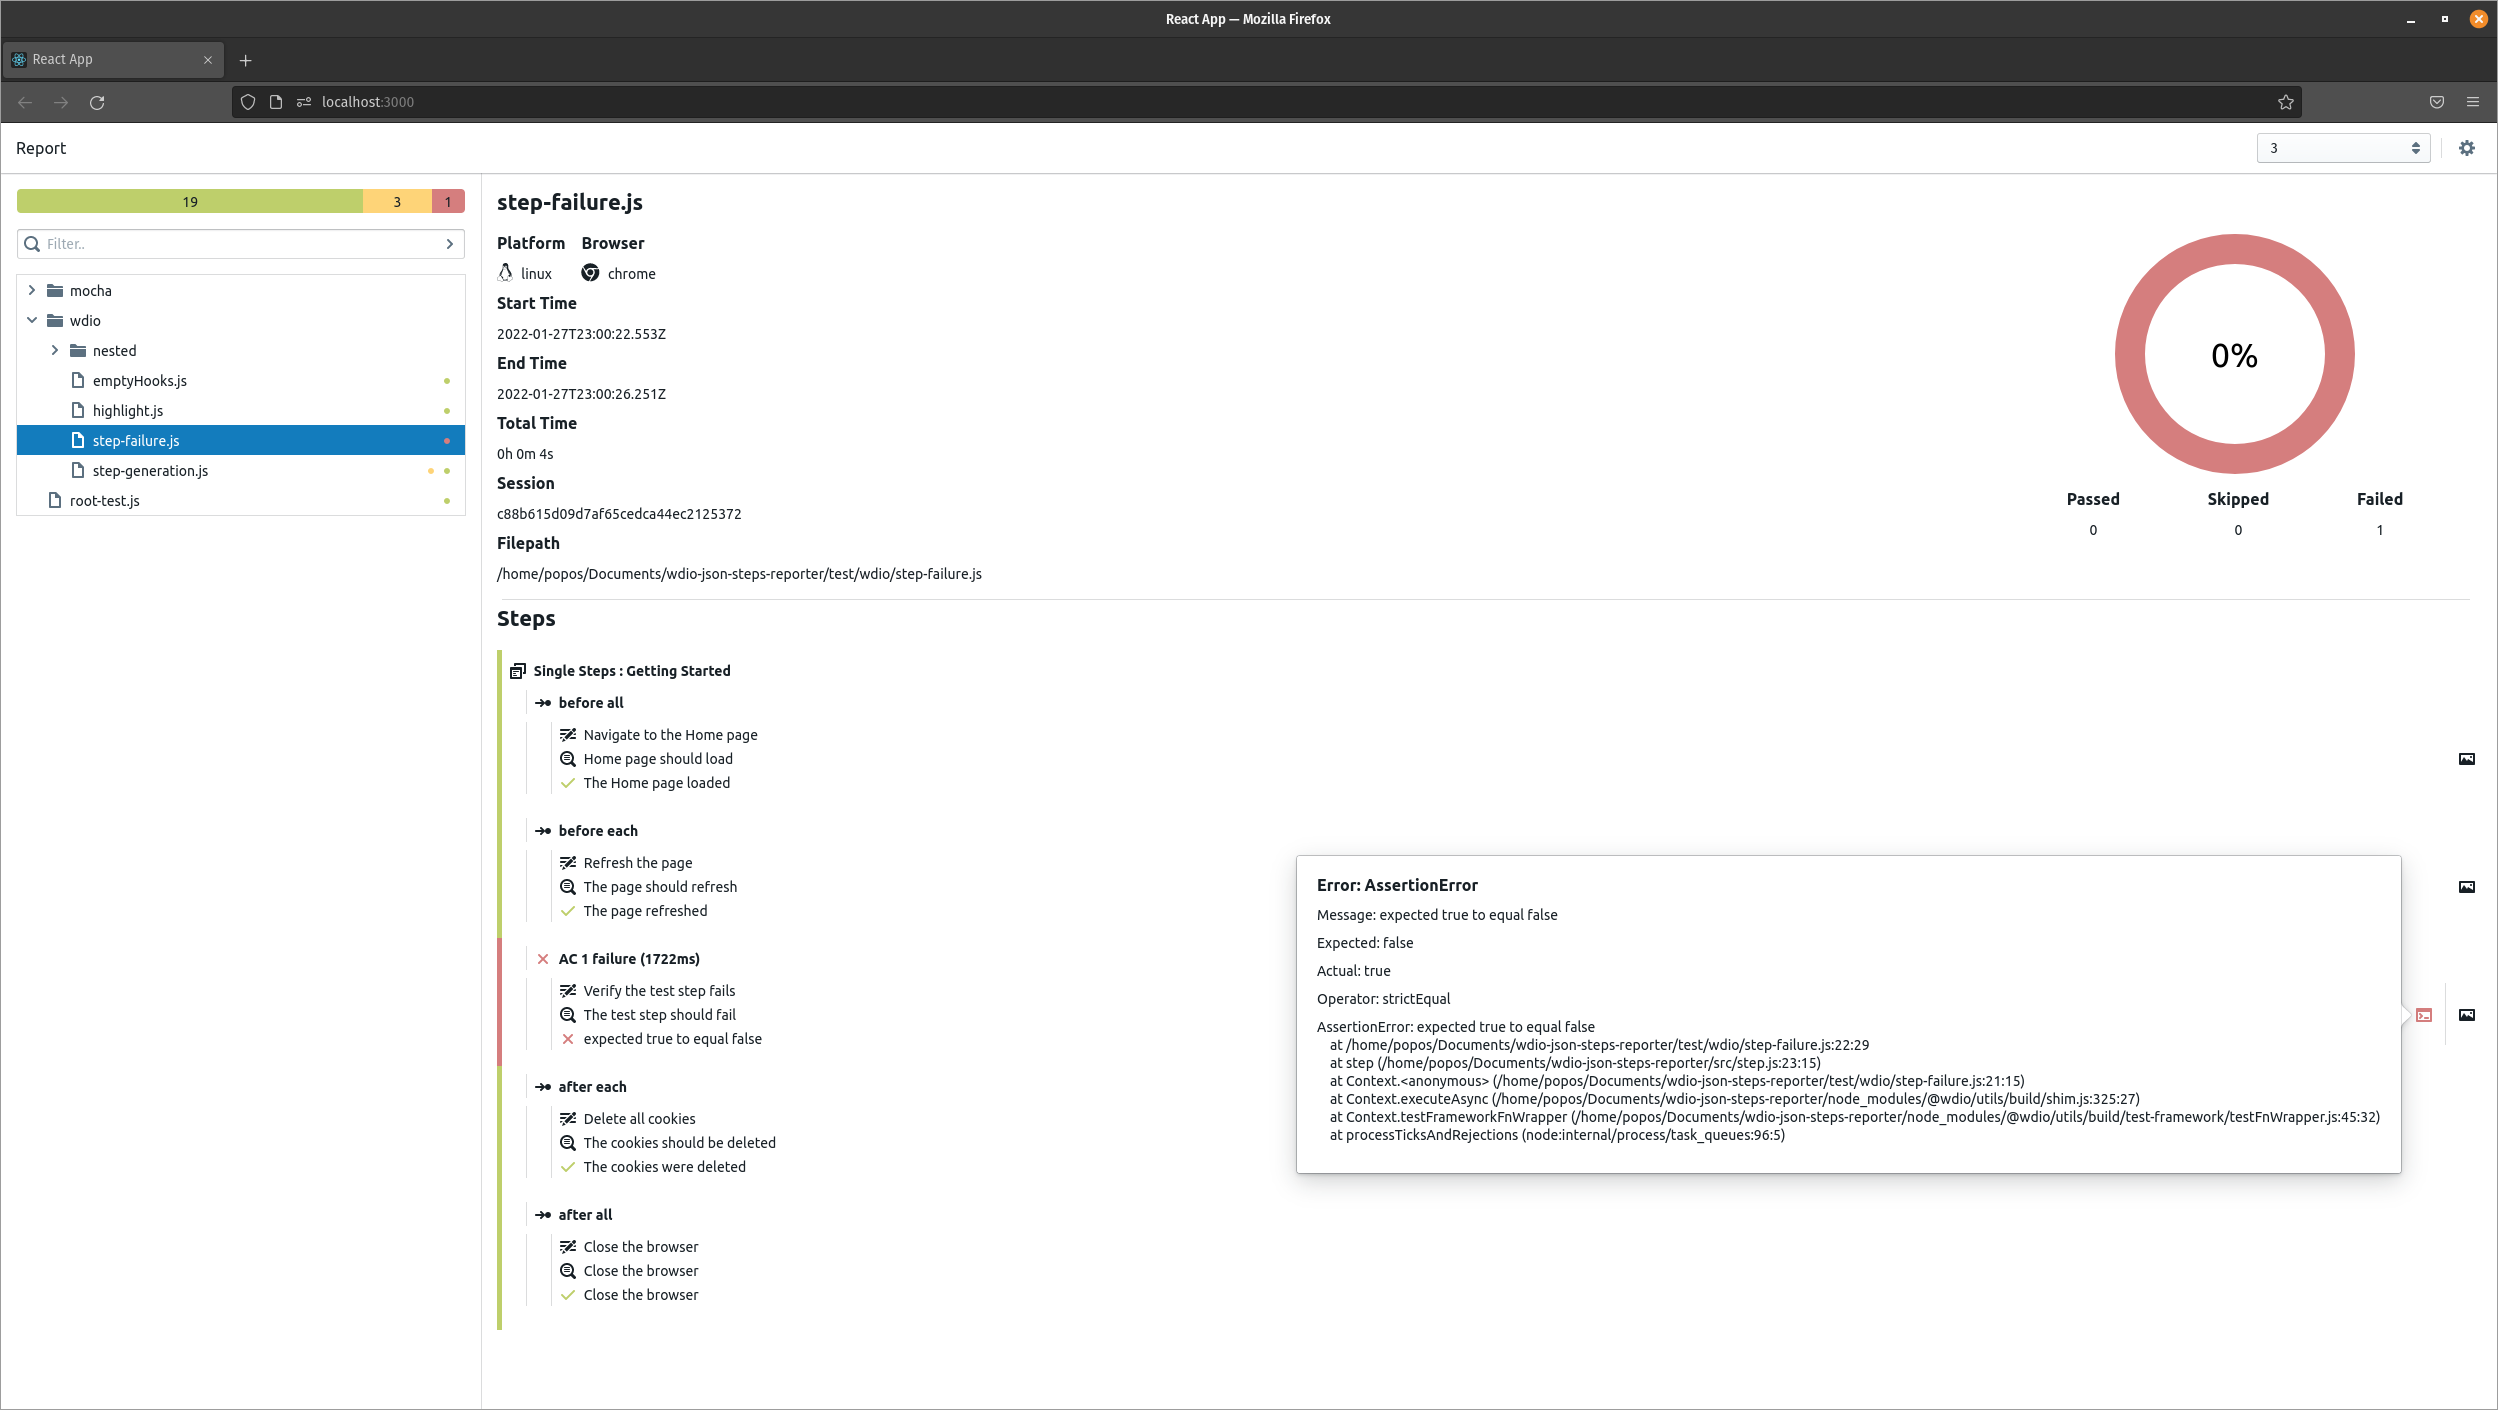 React App — Mozilla Firefox
React App
localhost:3000
Report
3
19 3 1
Filter..
mocha
wdio
nested
emptyHooks.js
highlight.js
step-failure.js
step-generation.js
root-test.js
step-failure.js
Platform Browser
linux chrome
Start Time
2022-01-27T23:00:22.553Z
End Time
2022-01-27T23:00:26.251Z
Total Time
0h 0m 4s
Session
c88b615d09d7af65cedca44ec2125372
Filepath
/home/popos/Documents/wdio-json-steps-reporter/test/wdio/step-failure.js
0%
Passed Skipped Failed
0 0 1
Steps
Single Steps : Getting Started
before all
Navigate to the Home page
Home page should load
The Home page loaded
before each
Refresh the page
The page should refresh
The page refreshed
AC 1 failure (1722ms)
Verify the test step fails
The test step should fail
expected true to equal false
after each
Delete all cookies
The cookies should be deleted
The cookies were deleted
after all
Close the browser
Close the browser
Close the browser
Error: AssertionError
Message: expected true to equal false
Expected: false
Actual: true
Operator: strictEqual
AssertionError: expected true to equal false
at /home/popos/Documents/wdio-json-steps-reporter/test/wdio/step-failure.js:22:29
at step (/home/popos/Documents/wdio-json-steps-reporter/src/step.js:23:15)
at Context.<anonymous> (/home/popos/Documents/wdio-json-steps-reporter/test/wdio/step-failure.js:21:15)
at Context.executeAsync (/home/popos/Documents/wdio-json-steps-reporter/node_modules/@wdio/utils/build/shim.js:325:27)
at Context.testFrameworkFnWrapper (/home/popos/Documents/wdio-json-steps-reporter/node_modules/@wdio/utils/build/test-framework/testFnWrapper.js:45:32)
at processTicksAndRejections (node:internal/process/task_queues:96:5)